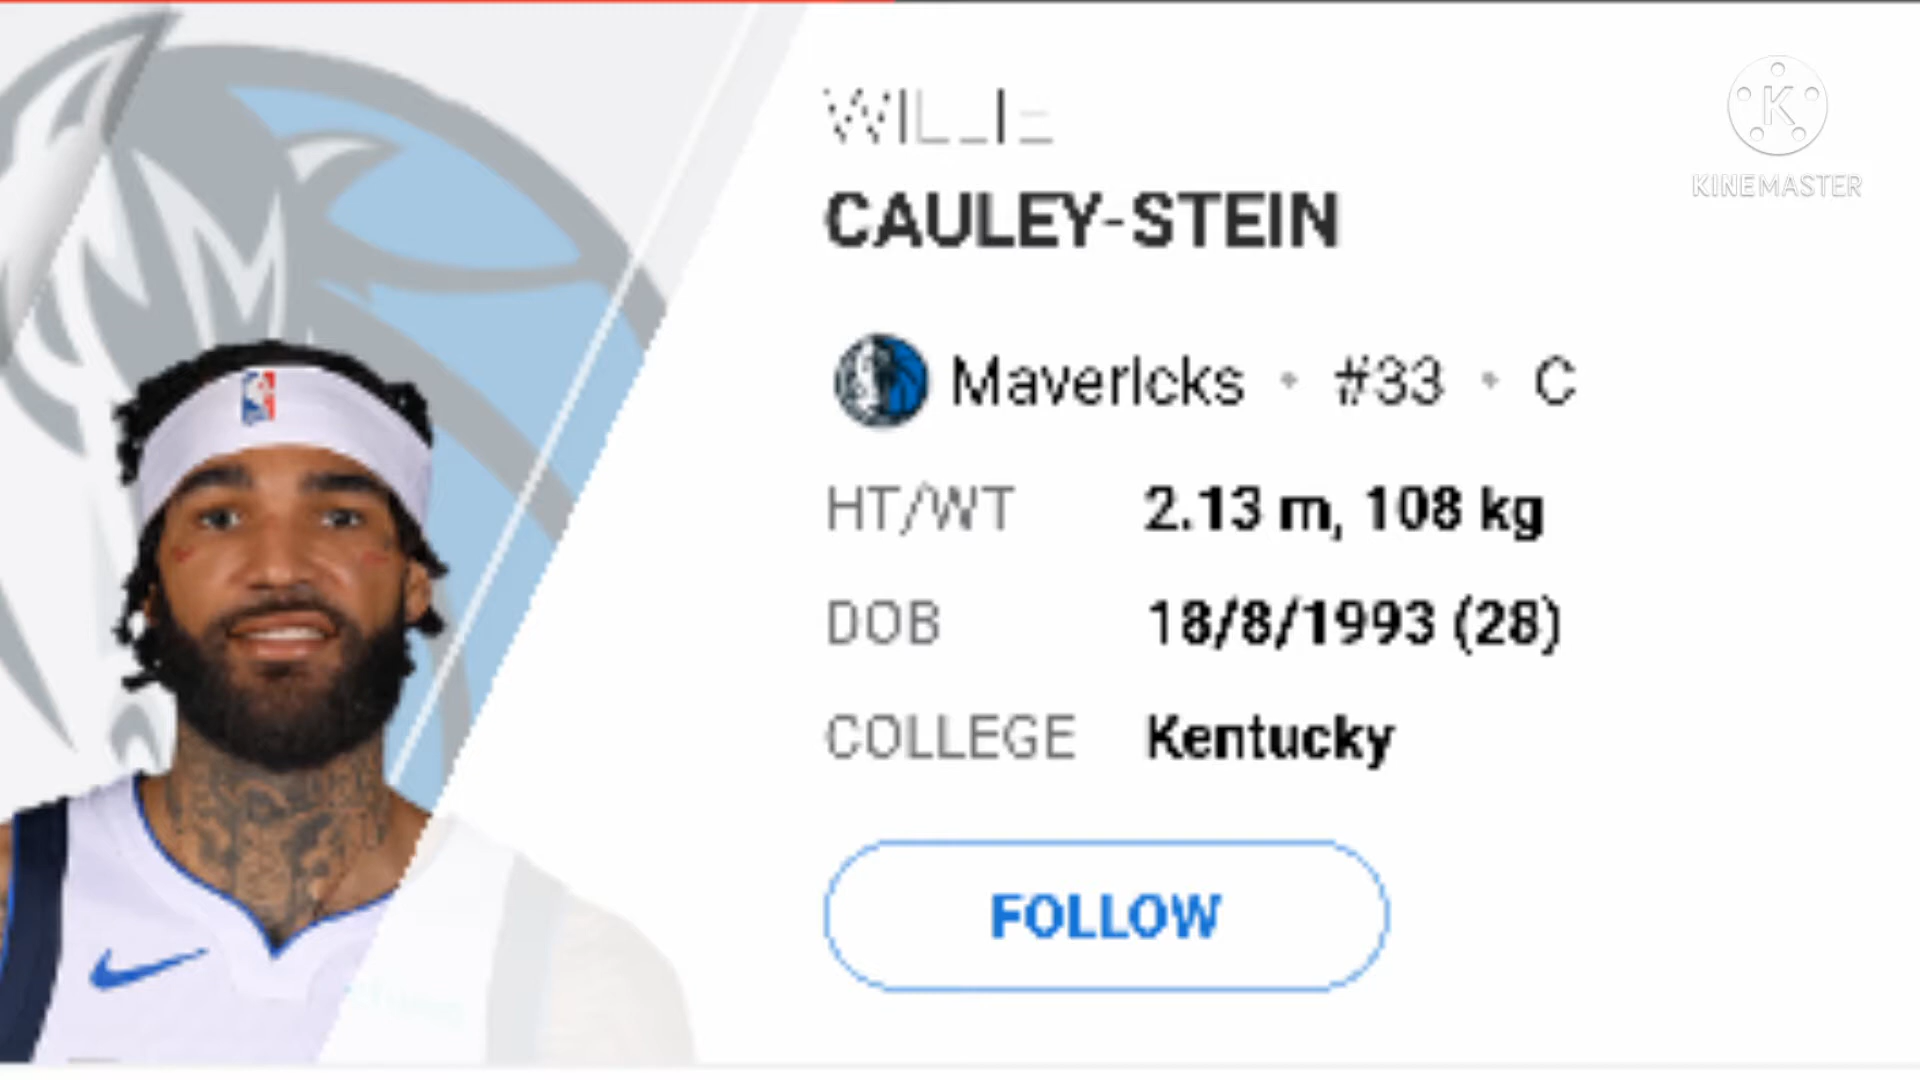 WILLIE
CAULEY-STEIN
Mavericks • #33 • C
HT/WT 2.13 m, 108 kg
DOB 18/8/1993 (28)
COLLEGE Kentucky
FOLLOW
K
KINEMASTER